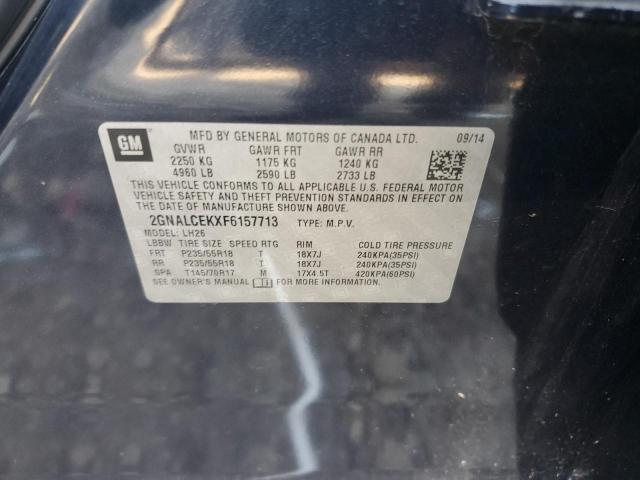 GM
MFD BY GENERAL MOTORS OF CANADA LTD. 09/14
GVWR GAWR FRT GAWR RR
2250 KG 1175 KG 1240 KG
4960 LB 2590 LB 2733 LB
THIS VEHICLE CONFORMS TO ALL APPLICABLE U.S. FEDERAL MOTOR
VEHICLE SAFETY AND THEFT PREVENTION STANDARDS IN EFFECT ON
THE DATE OF MANUFACTURE SHOWN ABOVE.
2GNALCEKXF6157713 TYPE: M.P.V.
MODEL: LH26
LBBW TIRE SIZE SPEED RTG RIM COLD TIRE PRESSURE
FRT P235/55R18 T 18X7J 240KPA(35PSI)
RR P235/55R18 T 18X7J 240KPA(35PSI)
SPA T145/70R17 M 17X4.5T 420KPA(60PSI)
SEE OWNER'S MANUAL FOR MORE INFORMATION.